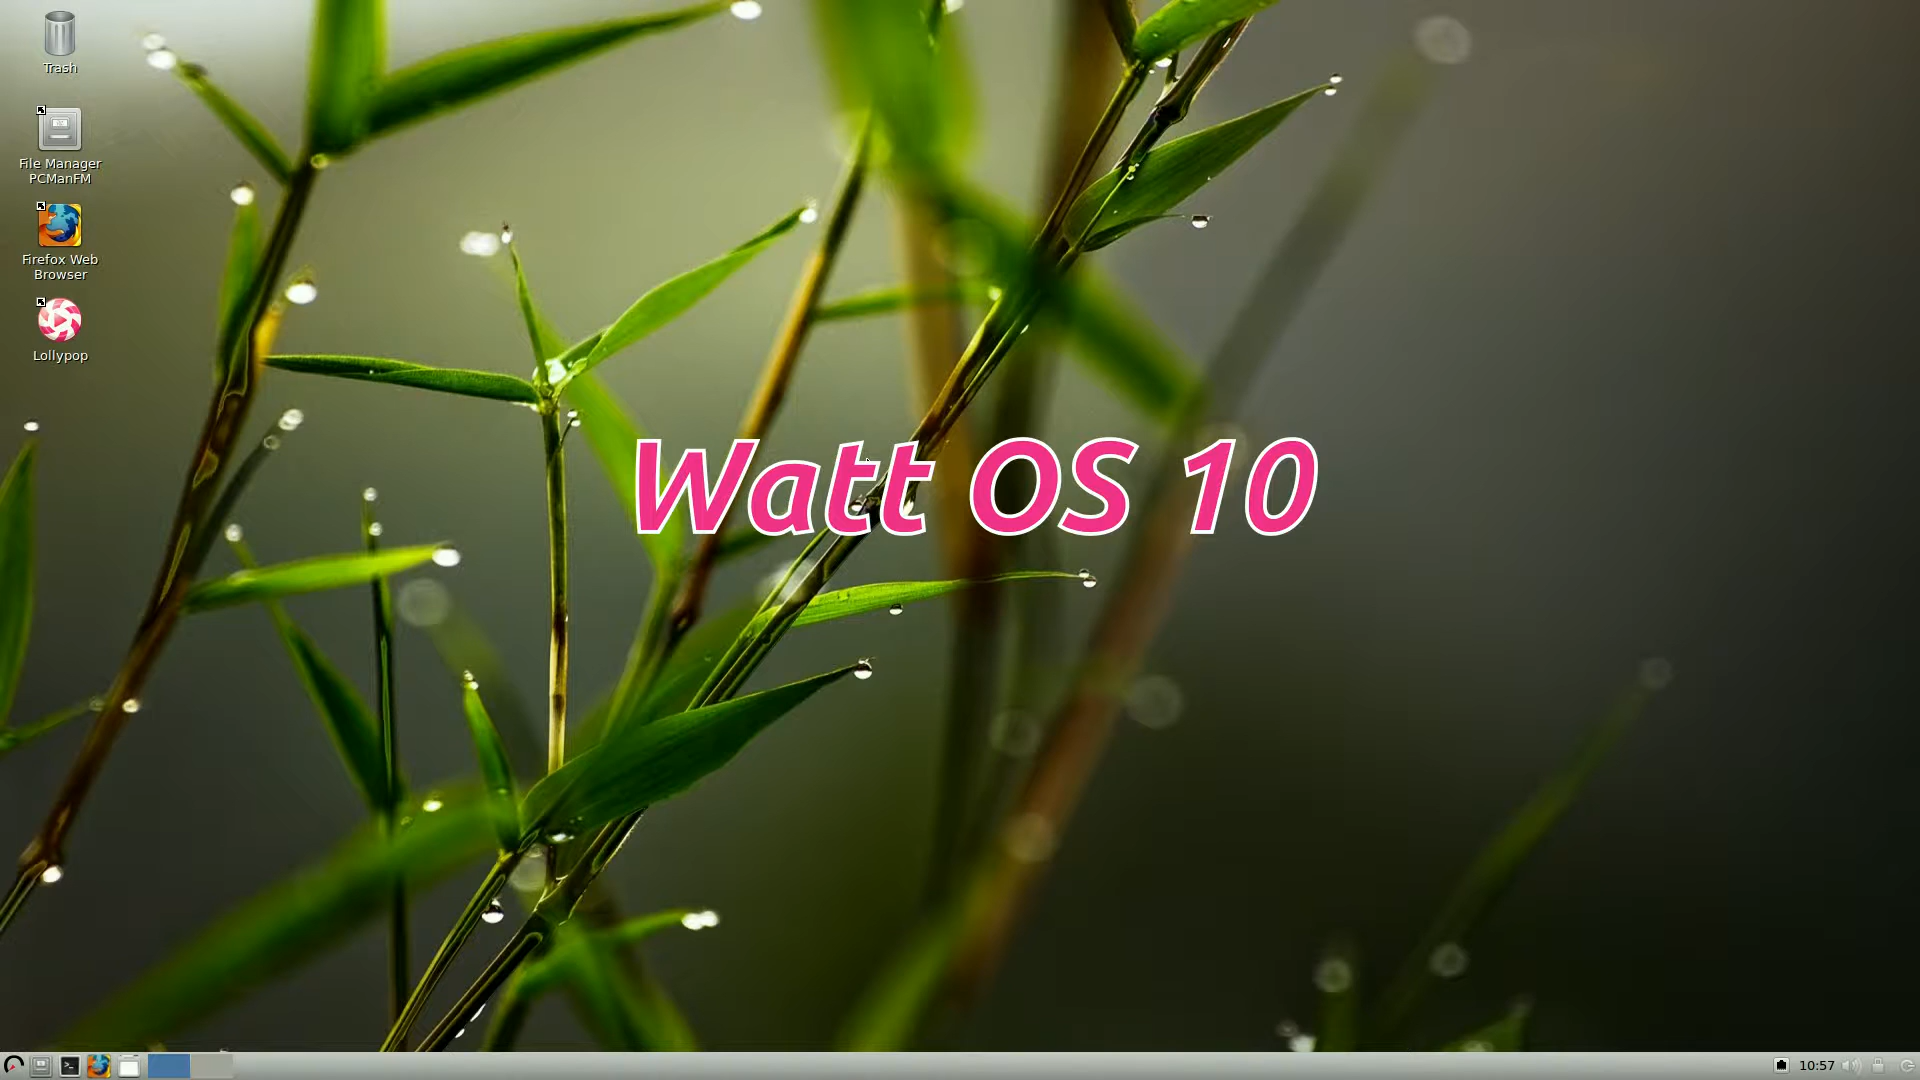 Trash
File Manager
PCManFM
Firefox Web
Browser
Lollypop
Watt OS 10
10:57